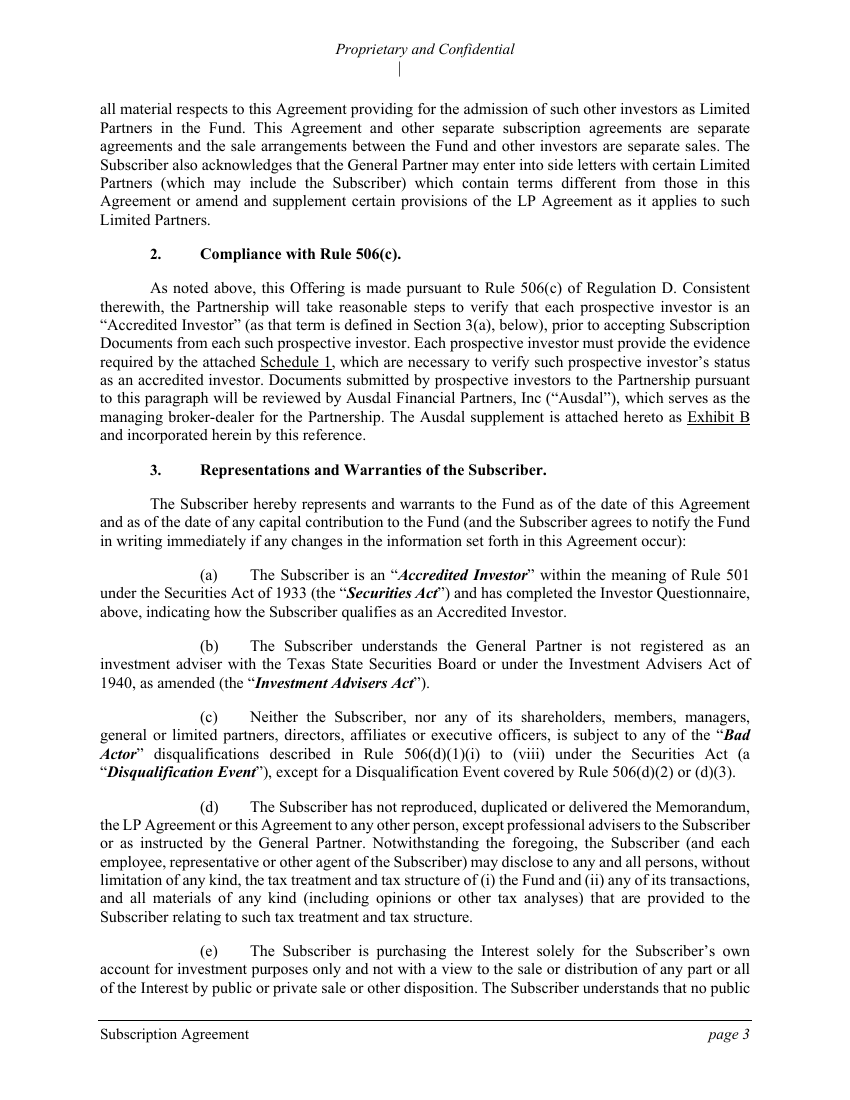 Proprietary and Confidential
|
all material respects to this Agreement providing for the admission of such other investors as Limited
Partners in the Fund. This Agreement and other separate subscription agreements are separate
agreements and the sale arrangements between the Fund and other investors are separate sales. The
Subscriber also acknowledges that the General Partner may enter into side letters with certain Limited
Partners (which may include the Subscriber) which contain terms different from those in this
Agreement or amend and supplement certain provisions of the LP Agreement as it applies to such
Limited Partners.
2. Compliance with Rule 506(c).
As noted above, this Offering is made pursuant to Rule 506(c) of Regulation D. Consistent
therewith, the Partnership will take reasonable steps to verify that each prospective investor is an
“Accredited Investor” (as that term is defined in Section 3(a), below), prior to accepting Subscription
Documents from each such prospective investor. Each prospective investor must provide the evidence
required by the attached Schedule 1, which are necessary to verify such prospective investor’s status
as an accredited investor. Documents submitted by prospective investors to the Partnership pursuant
to this paragraph will be reviewed by Ausdal Financial Partners, Inc (“Ausdal”), which serves as the
managing broker-dealer for the Partnership. The Ausdal supplement is attached hereto as Exhibit B
and incorporated herein by this reference.
3. Representations and Warranties of the Subscriber.
The Subscriber hereby represents and warrants to the Fund as of the date of this Agreement
and as of the date of any capital contribution to the Fund (and the Subscriber agrees to notify the Fund
in writing immediately if any changes in the information set forth in this Agreement occur):
(a) The Subscriber is an “Accredited Investor” within the meaning of Rule 501
under the Securities Act of 1933 (the “Securities Act”) and has completed the Investor Questionnaire,
above, indicating how the Subscriber qualifies as an Accredited Investor.
(b) The Subscriber understands the General Partner is not registered as an
investment adviser with the Texas State Securities Board or under the Investment Advisers Act of
1940, as amended (the “Investment Advisers Act”).
(c) Neither the Subscriber, nor any of its shareholders, members, managers,
general or limited partners, directors, affiliates or executive officers, is subject to any of the “Bad
Actor” disqualifications described in Rule 506(d)(1)(i) to (viii) under the Securities Act (a
“Disqualification Event”), except for a Disqualification Event covered by Rule 506(d)(2) or (d)(3).
(d) The Subscriber has not reproduced, duplicated or delivered the Memorandum,
the LP Agreement or this Agreement to any other person, except professional advisers to the Subscriber
or as instructed by the General Partner. Notwithstanding the foregoing, the Subscriber (and each
employee, representative or other agent of the Subscriber) may disclose to any and all persons, without
limitation of any kind, the tax treatment and tax structure of (i) the Fund and (ii) any of its transactions,
and all materials of any kind (including opinions or other tax analyses) that are provided to the
Subscriber relating to such tax treatment and tax structure.
(e) The Subscriber is purchasing the Interest solely for the Subscriber’s own
account for investment purposes only and not with a view to the sale or distribution of any part or all
of the Interest by public or private sale or other disposition. The Subscriber understands that no public
Subscription Agreement page 3